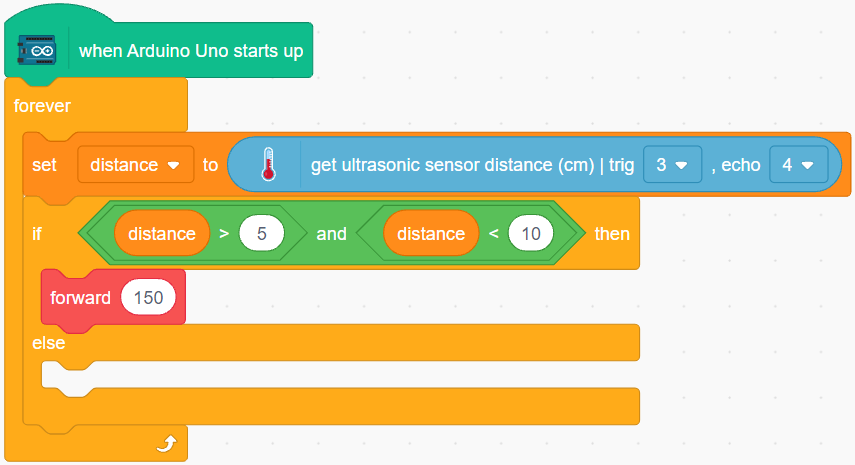 when Arduino Uno starts up
forever
set distance to get ultrasonic sensor distance (cm) | trig 3 , echo 4
if distance > 5 and distance < 10 then
forward 150
else